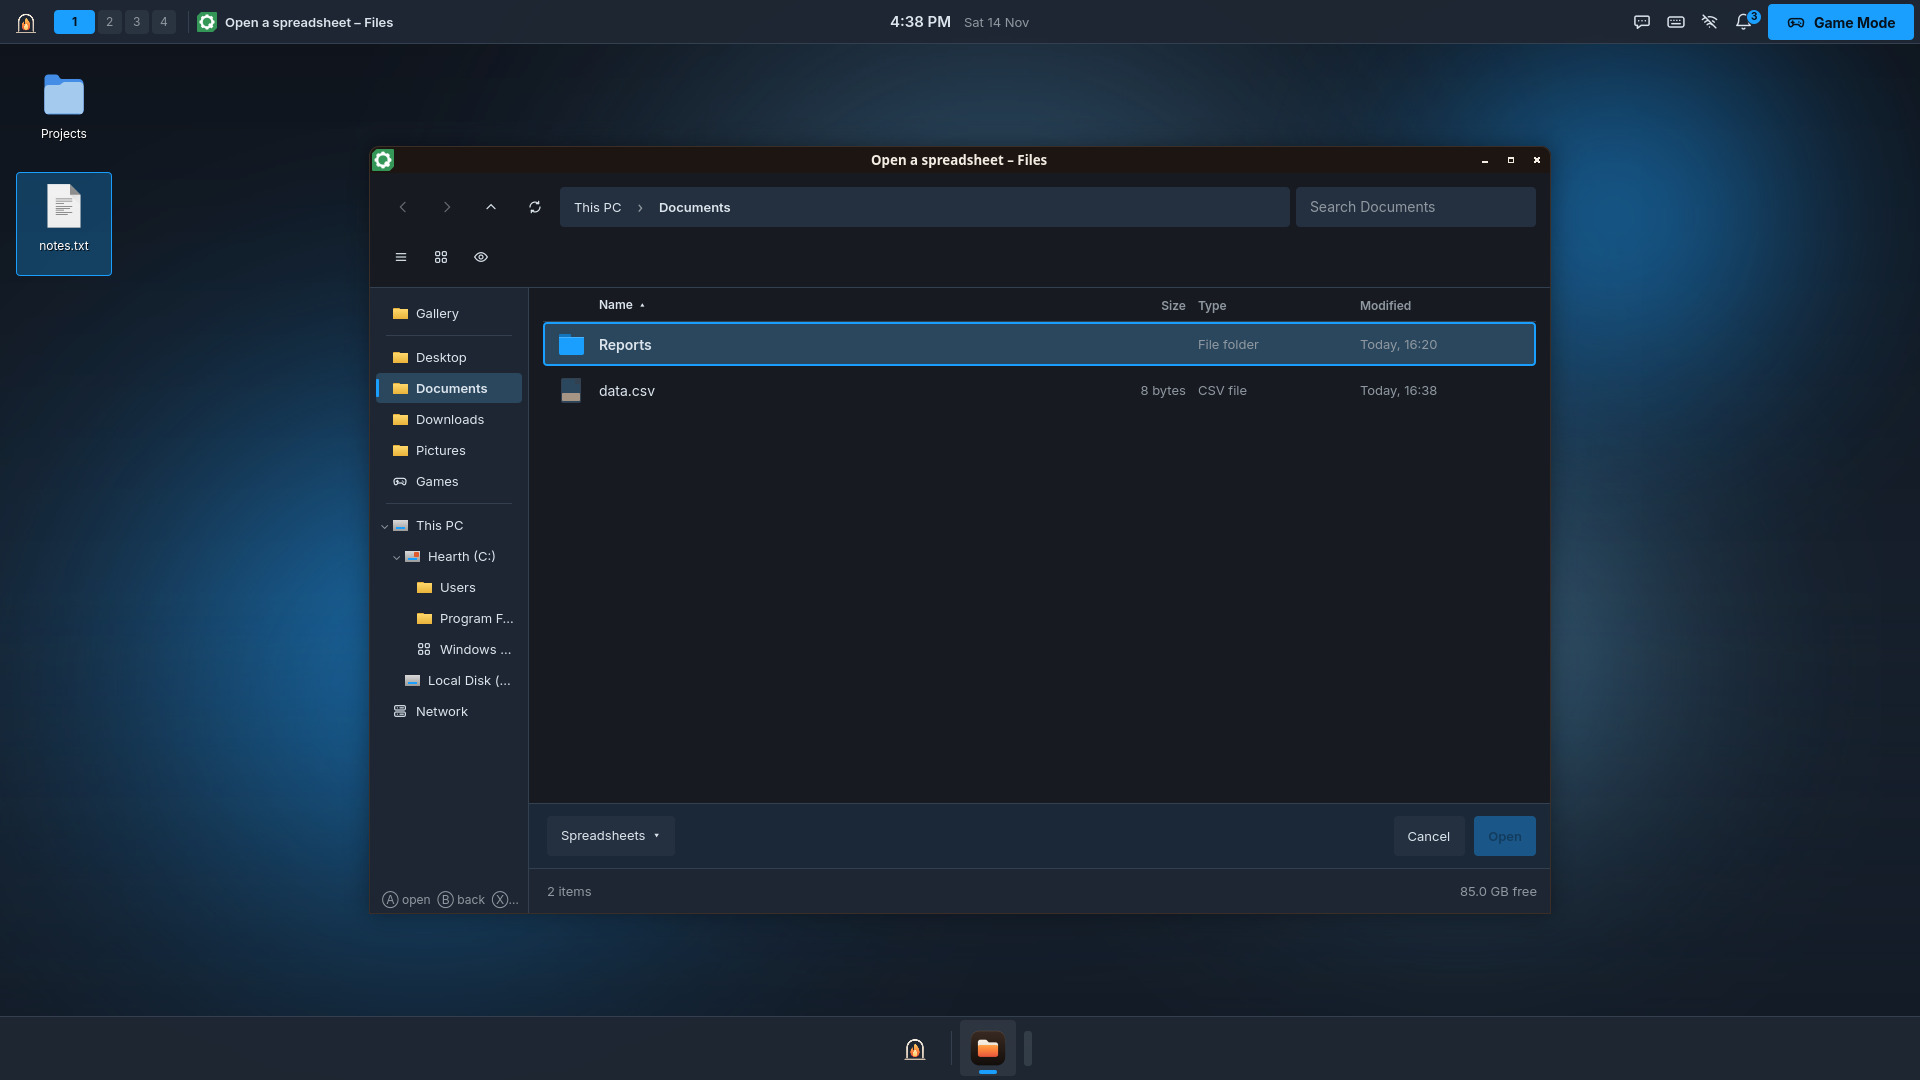 1 2 3 4 Open a spreadsheet – Files 4:38 PM Sat 14 Nov 3 Game Mode
Projects
notes.txt
Open a spreadsheet – Files
This PC › Documents Search Documents
Name Size Type Modified
Gallery
Desktop
Documents
Downloads
Pictures
Games
This PC
Hearth (C:)
Users
Program F...
Windows ...
Local Disk (...
Network
Reports File folder Today, 16:20
data.csv 8 bytes CSV file Today, 16:38
Spreadsheets Cancel Open
A open B back X...
2 items 85.0 GB free